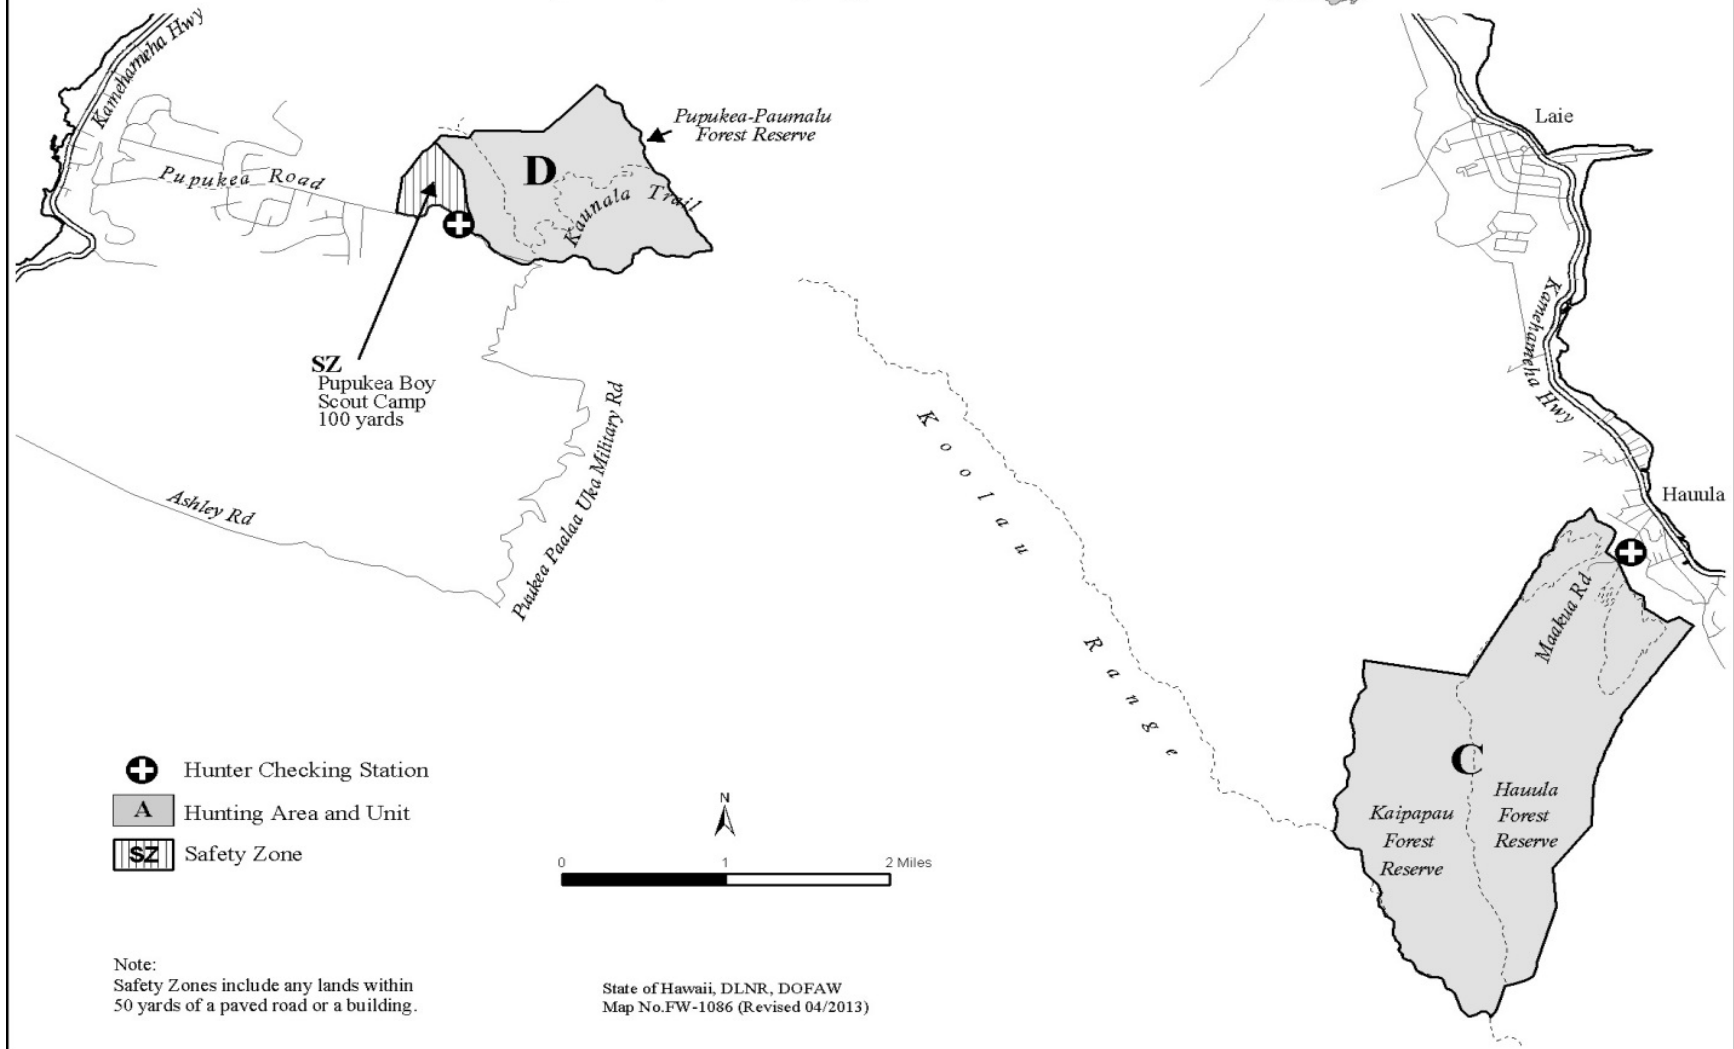 Kamehameha Hwy
Pupukea-Paumalu
Forest Reserve
Laie
D
Pupukea Road
Kaunala Trail
Kamehameha Hwy
SZ
Pupukea Boy
Scout Camp
100 yards
Puukea Paalaa Uka Military Rd
Koolau
Range
Ashley Rd
Hauula
Maakua Rd
C
Kaipapau
Forest
Reserve
Hauula
Forest
Reserve
Hunter Checking Station
A
Hunting Area and Unit
SZ
Safety Zone
N
0 1 2 Miles
Note:
Safety Zones include any lands within
50 yards of a paved road or a building.
State of Hawaii, DLNR, DOFAW
Map No.FW-1086 (Revised 04/2013)